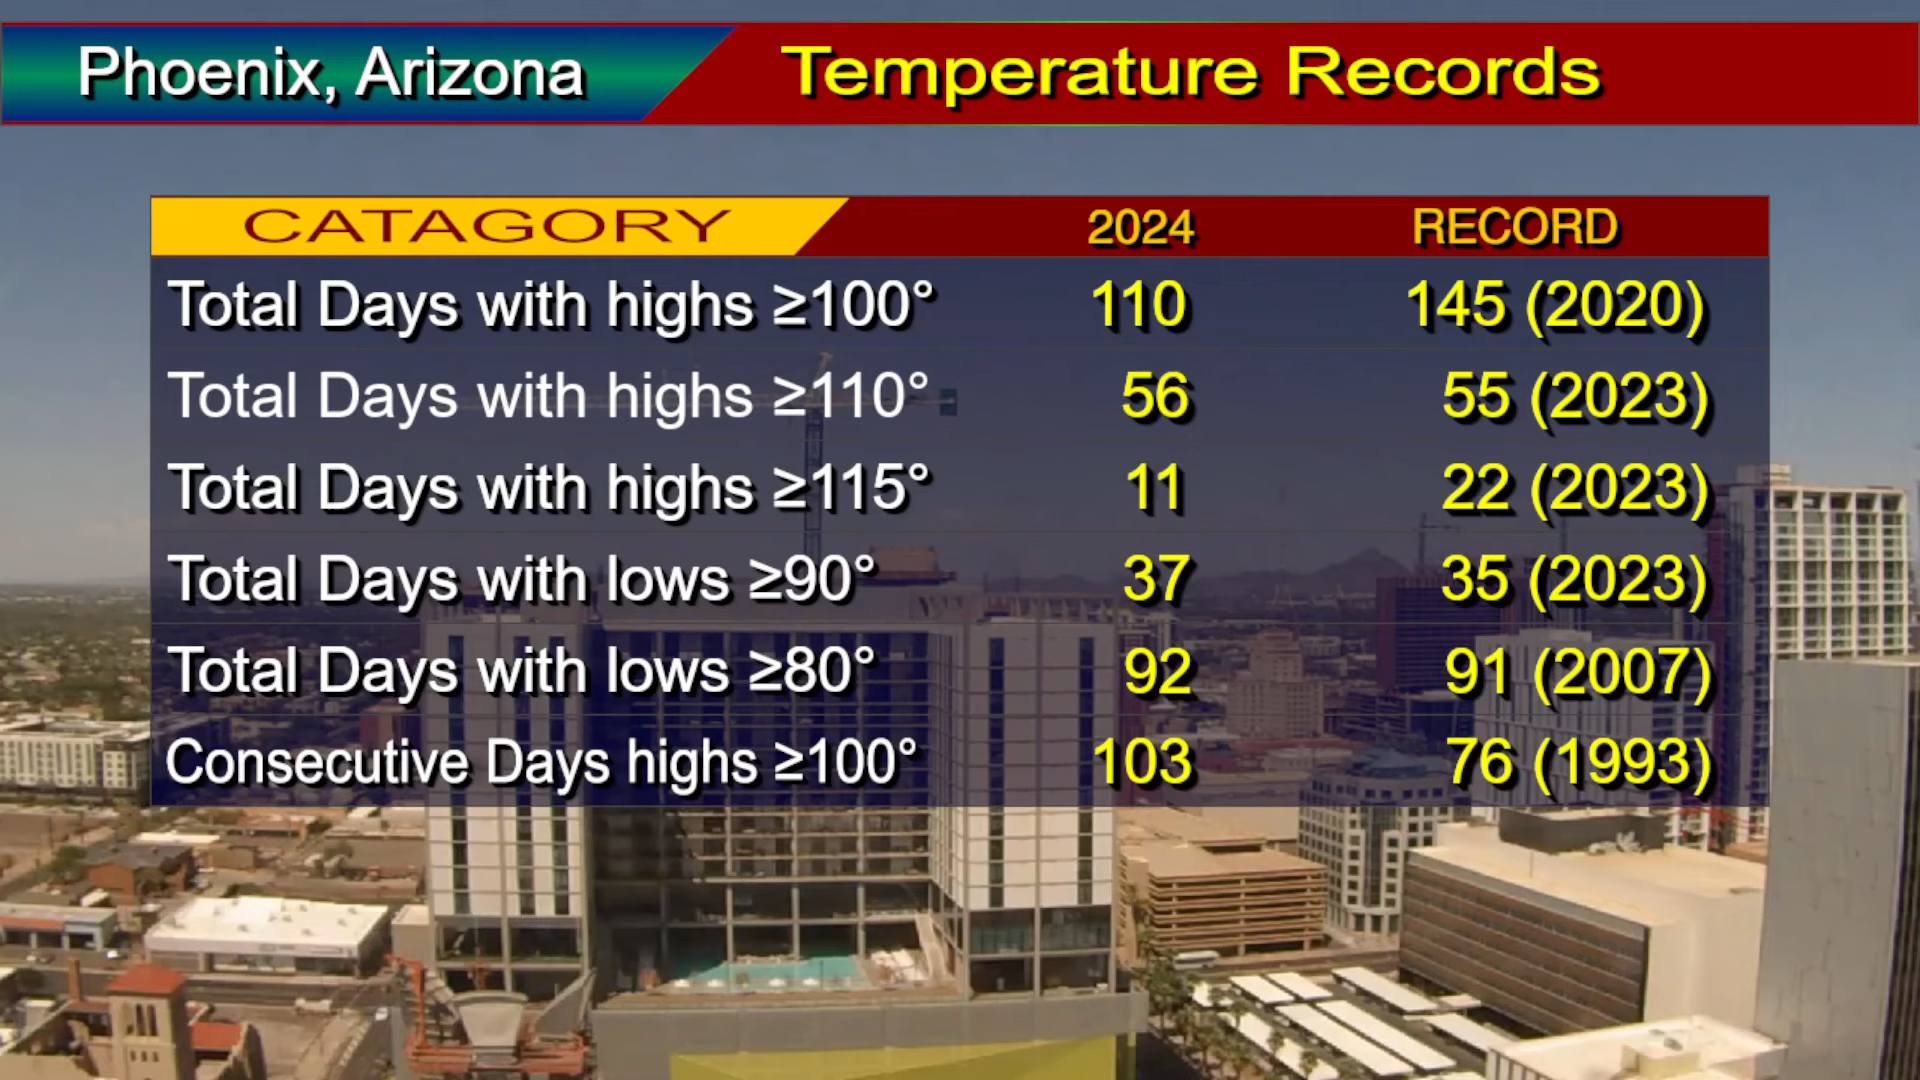 Phoenix, Arizona Temperature Records
CATAGORY 2024 RECORD
Total Days with highs ≥100° 110 145 (2020)
Total Days with highs ≥110° 56 55 (2023)
Total Days with highs ≥115° 11 22 (2023)
Total Days with lows ≥90° 37 35 (2023)
Total Days with lows ≥80° 92 91 (2007)
Consecutive Days highs ≥100° 103 76 (1993)